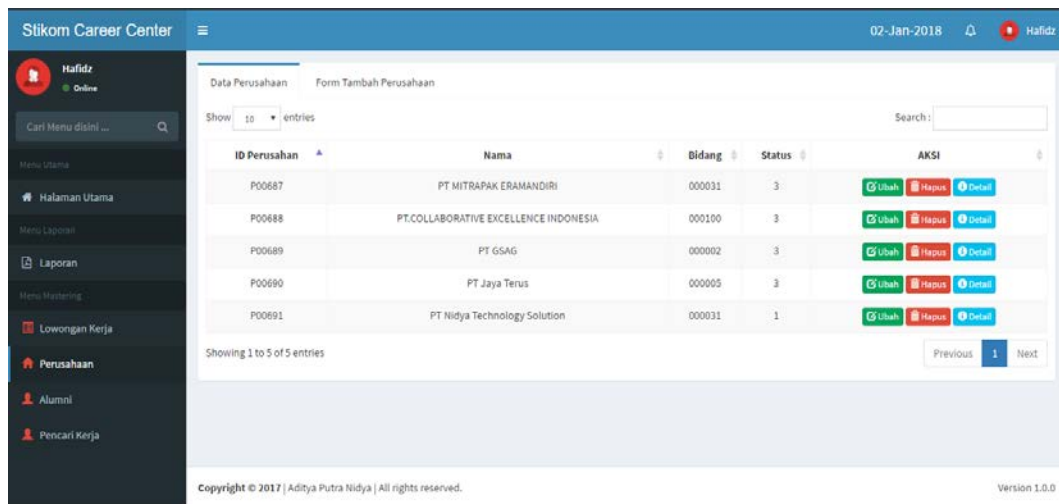 Stikom Career Center
02-Jan-2018
Hafidz
Hafidz
Online
Cari Menu disini ...
Menu Utama
Halaman Utama
Menu Laporan
Laporan
Menu Mastering
Lowongan Kerja
Perusahaan
Alumni
Pencari Kerja
Data Perusahaan Form Tambah Perusahaan
Show 10 entries Search :
ID Perusahan Nama Bidang Status AKSI
P00687 PT MITRAPAK ERAMANDIRI 000031 3 Ubah Hapus Detail
P00688 PT.COLLABORATIVE EXCELLENCE INDONESIA 000100 3 Ubah Hapus Detail
P00689 PT GSAG 000002 3 Ubah Hapus Detail
P00690 PT Jaya Terus 000005 3 Ubah Hapus Detail
P00691 PT Nidya Technology Solution 000031 1 Ubah Hapus Detail
Showing 1 to 5 of 5 entries Previous 1 Next
Copyright © 2017 | Aditya Putra Nidya | All rights reserved. Version 1.0.0